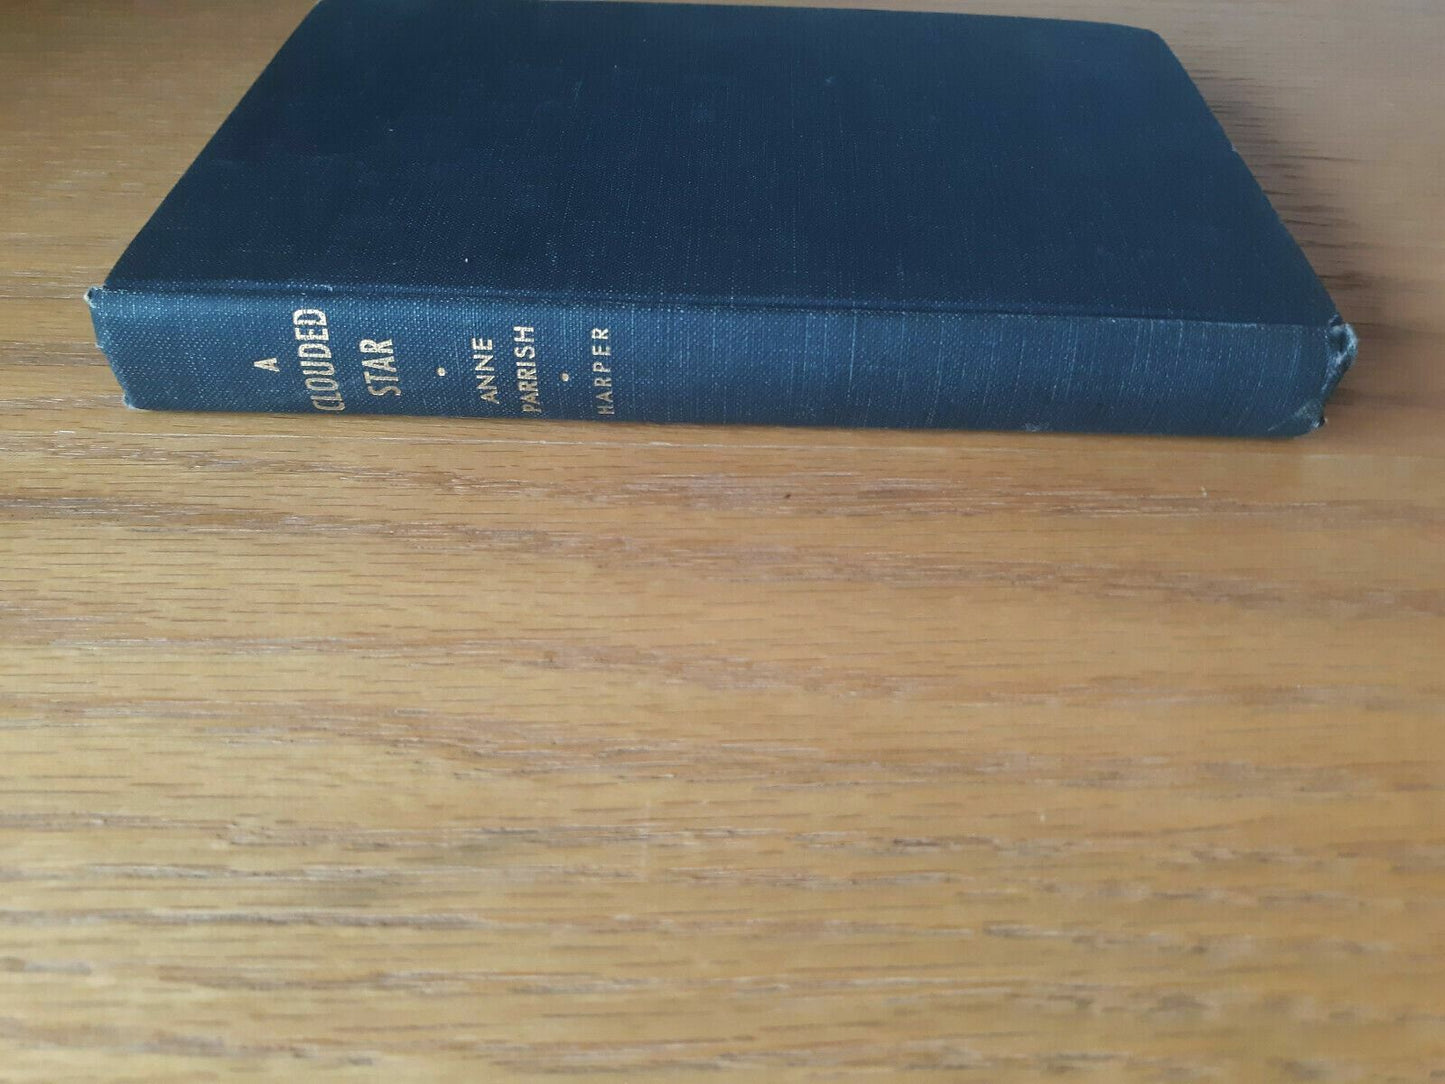 A
CLOUDED
STAR
•
ANNE
PARRISH
•
HARPER